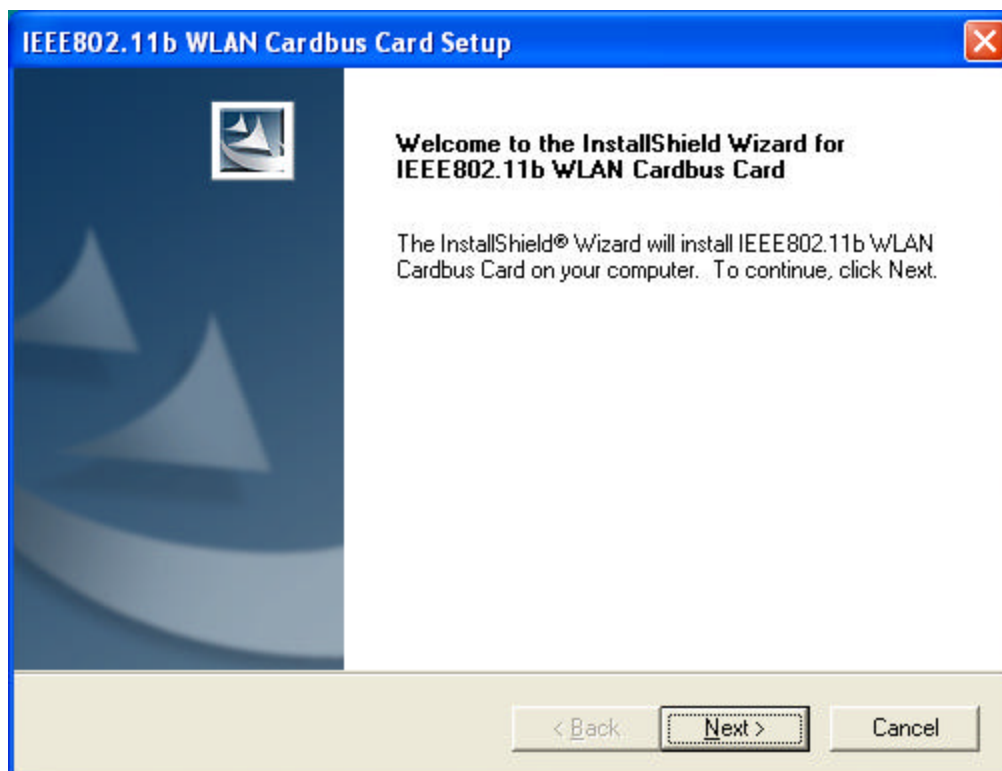 IEEE802.11b WLAN Cardbus Card Setup
Welcome to the InstallShield Wizard for
IEEE802.11b WLAN Cardbus Card
The InstallShield® Wizard will install IEEE802.11b WLAN
Cardbus Card on your computer.  To continue, click Next.
< Back
Next >
Cancel